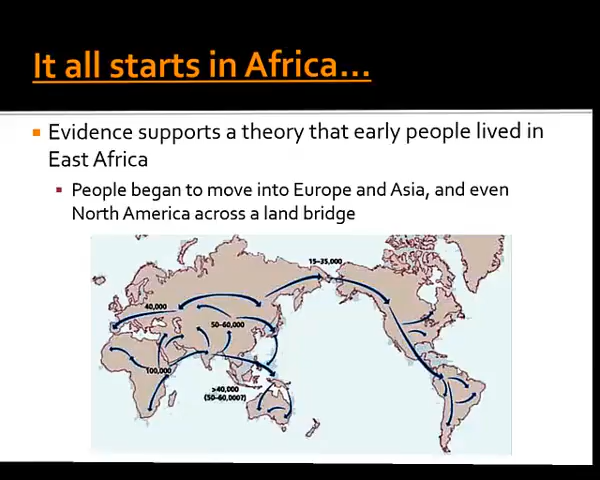 It all starts in Africa...
Evidence supports a theory that early people lived in
East Africa
People began to move into Europe and Asia, and even
North America across a land bridge
15–35,000
40,000
50–60,000
100,000
>40,000
(50–60,000?)